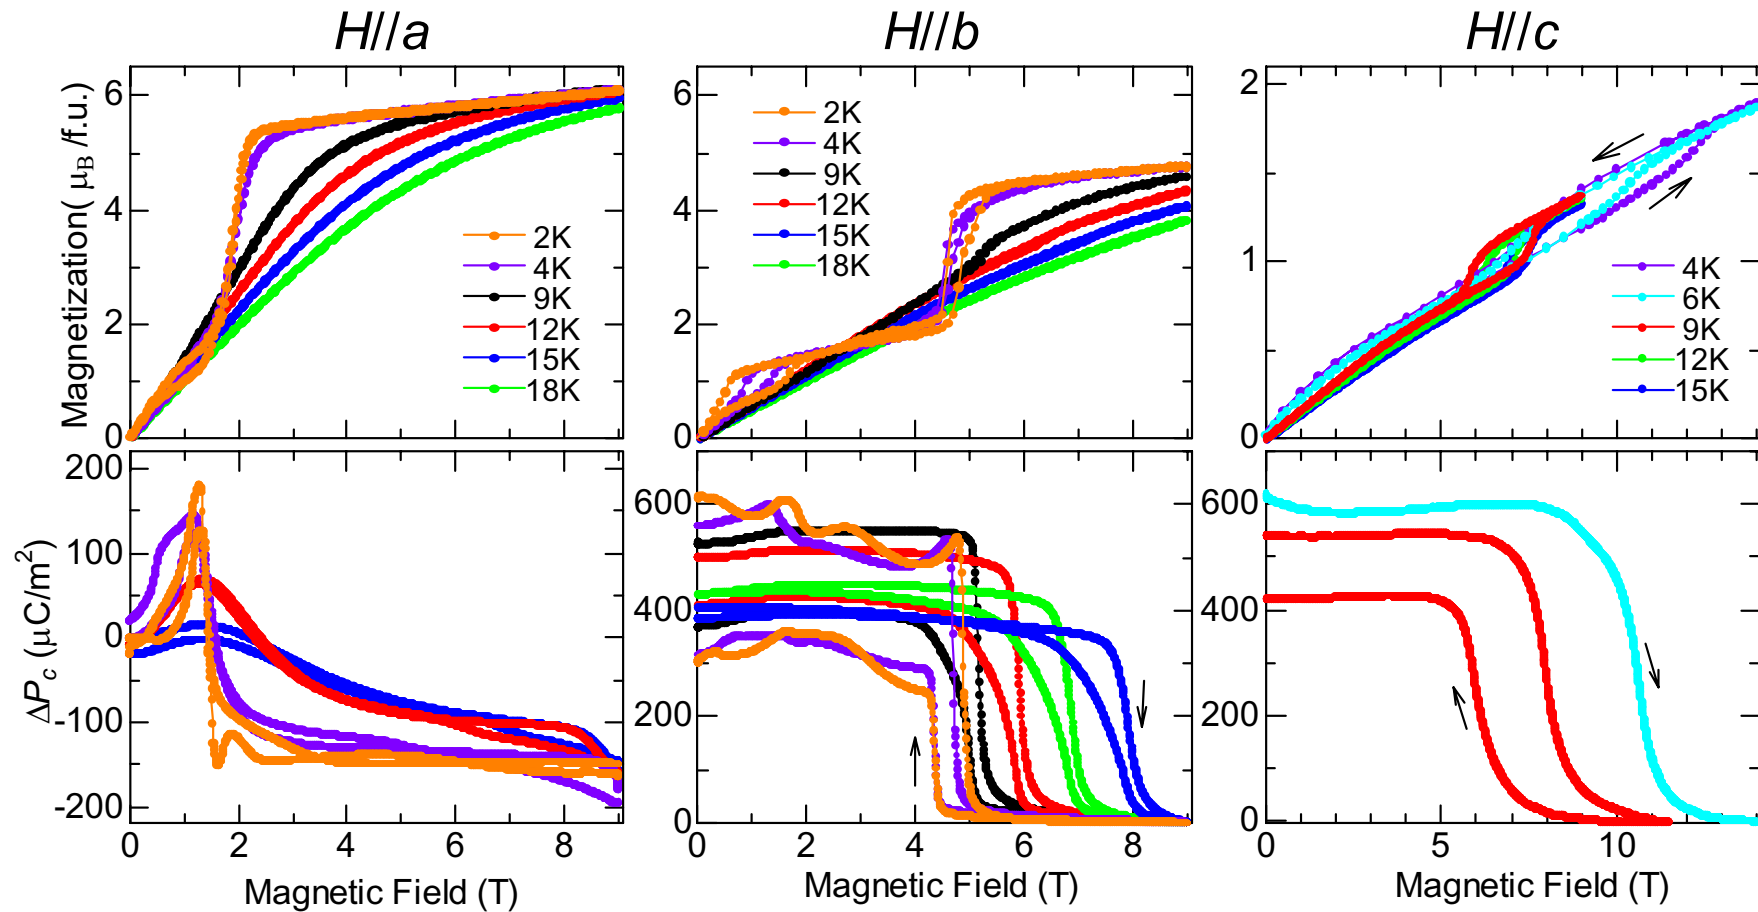 H//a
H//b
H//c
Magnetization( μB /f.u.)
6
4
2
0
2K
4K
9K
12K
15K
18K
6
4
2
0
2K
4K
9K
12K
15K
18K
2
1
0
4K
6K
9K
12K
15K
ΔPc (μC/m²)
200
100
0
-100
-200
0
2
4
6
8
Magnetic Field (T)
600
400
200
0
0
2
4
6
8
Magnetic Field (T)
600
400
200
0
0
5
10
Magnetic Field (T)